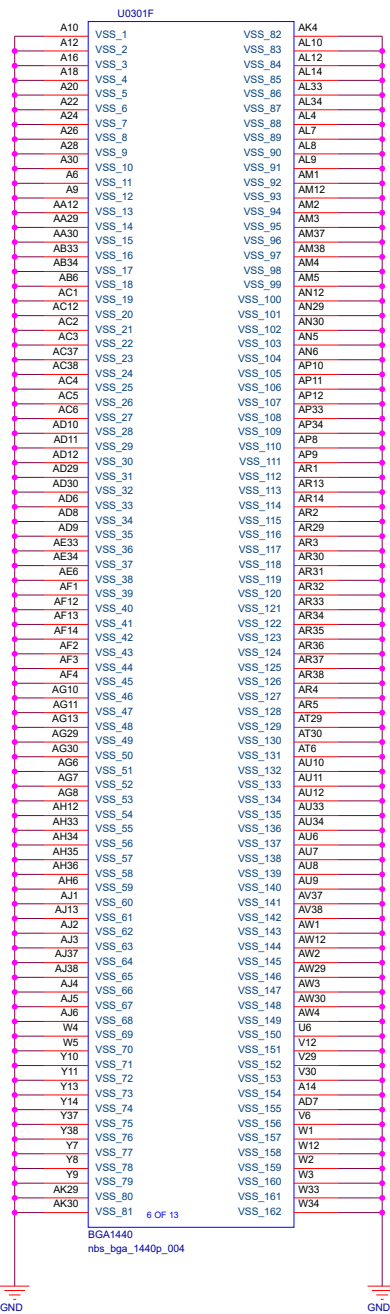 U0301F
A10 VSS_1 VSS_82 AK4
A12 VSS_2 VSS_83 AL10
A16 VSS_3 VSS_84 AL12
A18 VSS_4 VSS_85 AL14
A20 VSS_5 VSS_86 AL33
A22 VSS_6 VSS_87 AL34
A24 VSS_7 VSS_88 AL4
A26 VSS_8 VSS_89 AL7
A28 VSS_9 VSS_90 AL8
A30 VSS_10 VSS_91 AL9
A6 VSS_11 VSS_92 AM1
A9 VSS_12 VSS_93 AM12
AA12 VSS_13 VSS_94 AM2
AA29 VSS_14 VSS_95 AM3
AA30 VSS_15 VSS_96 AM37
AB33 VSS_16 VSS_97 AM38
AB34 VSS_17 VSS_98 AM4
AB6 VSS_18 VSS_99 AM5
AC1 VSS_19 VSS_100 AN12
AC12 VSS_20 VSS_101 AN29
AC2 VSS_21 VSS_102 AN30
AC3 VSS_22 VSS_103 AN5
AC37 VSS_23 VSS_104 AN6
AC38 VSS_24 VSS_105 AP10
AC4 VSS_25 VSS_106 AP11
AC5 VSS_26 VSS_107 AP12
AC6 VSS_27 VSS_108 AP33
AD10 VSS_28 VSS_109 AP34
AD11 VSS_29 VSS_110 AP8
AD12 VSS_30 VSS_111 AP9
AD29 VSS_31 VSS_112 AR1
AD30 VSS_32 VSS_113 AR13
AD6 VSS_33 VSS_114 AR14
AD8 VSS_34 VSS_115 AR2
AD9 VSS_35 VSS_116 AR29
AE33 VSS_36 VSS_117 AR3
AE34 VSS_37 VSS_118 AR30
AE6 VSS_38 VSS_119 AR31
AF1 VSS_39 VSS_120 AR32
AF12 VSS_40 VSS_121 AR33
AF13 VSS_41 VSS_122 AR34
AF14 VSS_42 VSS_123 AR35
AF2 VSS_43 VSS_124 AR36
AF3 VSS_44 VSS_125 AR37
AF4 VSS_45 VSS_126 AR38
AG10 VSS_46 VSS_127 AR4
AG11 VSS_47 VSS_128 AR5
AG13 VSS_48 VSS_129 AT29
AG29 VSS_49 VSS_130 AT30
AG30 VSS_50 VSS_131 AT6
AG6 VSS_51 VSS_132 AU10
AG7 VSS_52 VSS_133 AU11
AG8 VSS_53 VSS_134 AU12
AH12 VSS_54 VSS_135 AU33
AH33 VSS_55 VSS_136 AU34
AH34 VSS_56 VSS_137 AU6
AH35 VSS_57 VSS_138 AU7
AH36 VSS_58 VSS_139 AU8
AH6 VSS_59 VSS_140 AU9
AJ1 VSS_60 VSS_141 AV37
AJ13 VSS_61 VSS_142 AV38
AJ2 VSS_62 VSS_143 AW1
AJ3 VSS_63 VSS_144 AW12
AJ37 VSS_64 VSS_145 AW2
AJ38 VSS_65 VSS_146 AW29
AJ4 VSS_66 VSS_147 AW3
AJ5 VSS_67 VSS_148 AW30
AJ6 VSS_68 VSS_149 AW4
W4 VSS_69 VSS_150 U6
W5 VSS_70 VSS_151 V12
Y10 VSS_71 VSS_152 V29
Y11 VSS_72 VSS_153 V30
Y13 VSS_73 VSS_154 A14
Y14 VSS_74 VSS_155 AD7
Y37 VSS_75 VSS_156 V6
Y38 VSS_76 VSS_157 W1
Y7 VSS_77 VSS_158 W12
Y8 VSS_78 VSS_159 W2
Y9 VSS_79 VSS_160 W3
AK29 VSS_80 VSS_161 W33
AK30 VSS_81 6 OF 13 VSS_162 W34
BGA1440
nbs_bga_1440p_004
GND GND